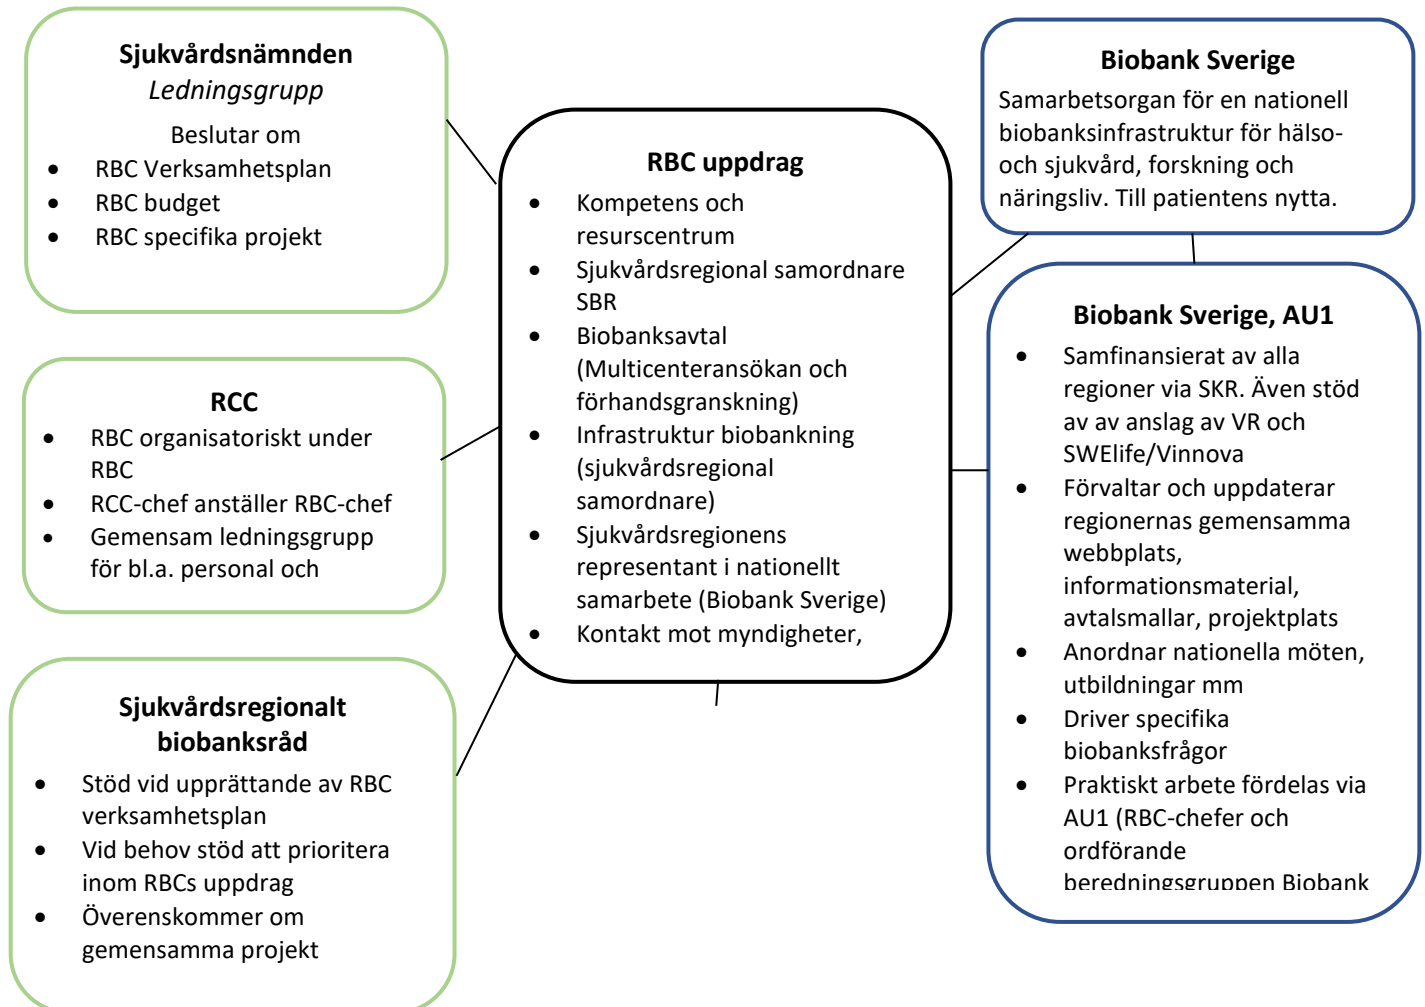 Sjukvårdsnämnden
Ledningsgrupp
Beslutar om
• RBC Verksamhetsplan
• RBC budget
• RBC specifika projekt
RCC
• RBC organisatoriskt under
RBC
• RCC-chef anställer RBC-chef
• Gemensam ledningsgrupp
för bl.a. personal och
Sjukvårdsregionalt
biobanksråd
• Stöd vid upprättande av RBC
verksamhetsplan
• Vid behov stöd att prioritera
inom RBCs uppdrag
• Överenskommer om
gemensamma projekt
RBC uppdrag
• Kompetens och
resurscentrum
• Sjukvårdsregional samordnare
SBR
• Biobanksavtal
(Multicenteransökan och
förhandsgranskning)
• Infrastruktur biobankning
(sjukvårdsregional
samordnare)
• Sjukvårdsregionens
representant i nationellt
samarbete (Biobank Sverige)
• Kontakt mot myndigheter,
Biobank Sverige
Samarbetsorgan för en nationell
biobanksinfrastruktur för hälso-
och sjukvård, forskning och
näringsliv. Till patientens nytta.
Biobank Sverige, AU1
• Samfinansierat av alla
regioner via SKR. Även stöd
av av anslag av VR och
SWElife/Vinnova
• Förvaltar och uppdaterar
regionernas gemensamma
webbplats,
informationsmaterial,
avtalsmallar, projektplats
• Anordnar nationella möten,
utbildningar mm
• Driver specifika
biobanksfrågor
• Praktiskt arbete fördelas via
AU1 (RBC-chefer och
ordförande
beredningsgruppen Biobank